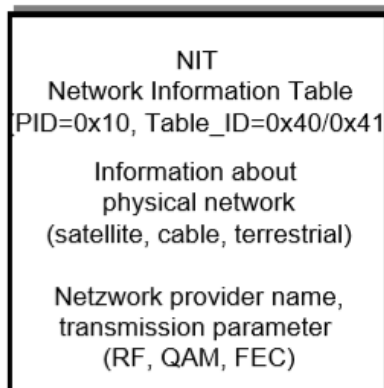 NIT
Network Information Table
(PID=0x10, Table_ID=0x40/0x41
Information about
physical network
(satellite, cable, terrestrial)
Netzwork provider name,
transmission parameter
(RF, QAM, FEC)